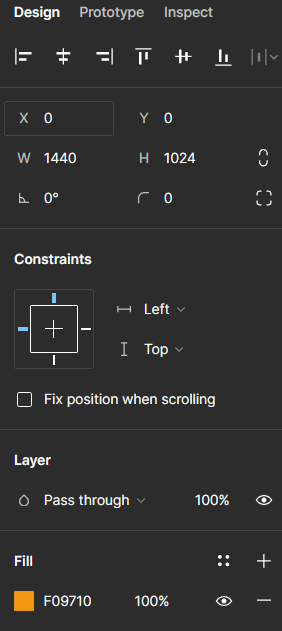 Design Prototype Inspect
X 0 Y 0
W 1440 H 1024
0° 0
Constraints
Left
Top
Fix position when scrolling
Layer
Pass through 100%
Fill
F09710 100%